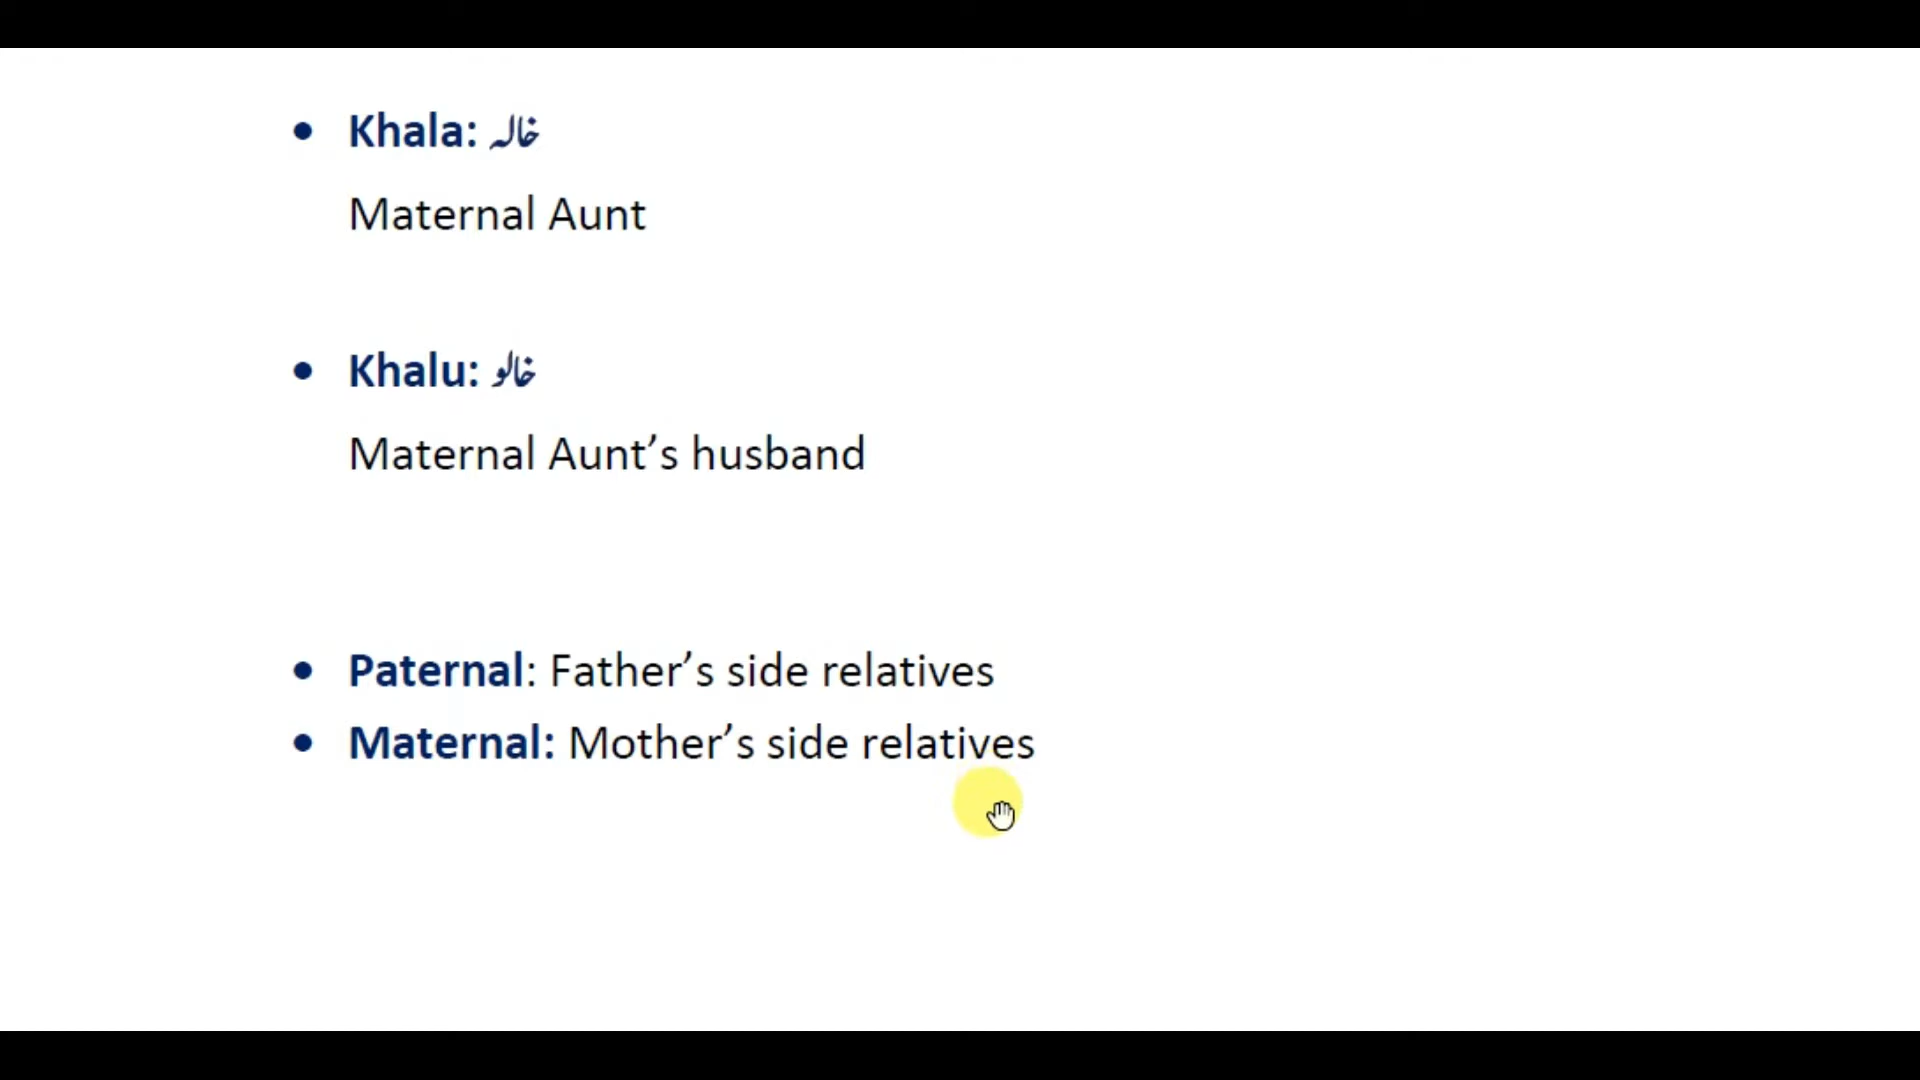 • Khala: خالہ
Maternal Aunt
• Khalu: خالو
Maternal Aunt’s husband
• Paternal: Father’s side relatives
• Maternal: Mother’s side relatives